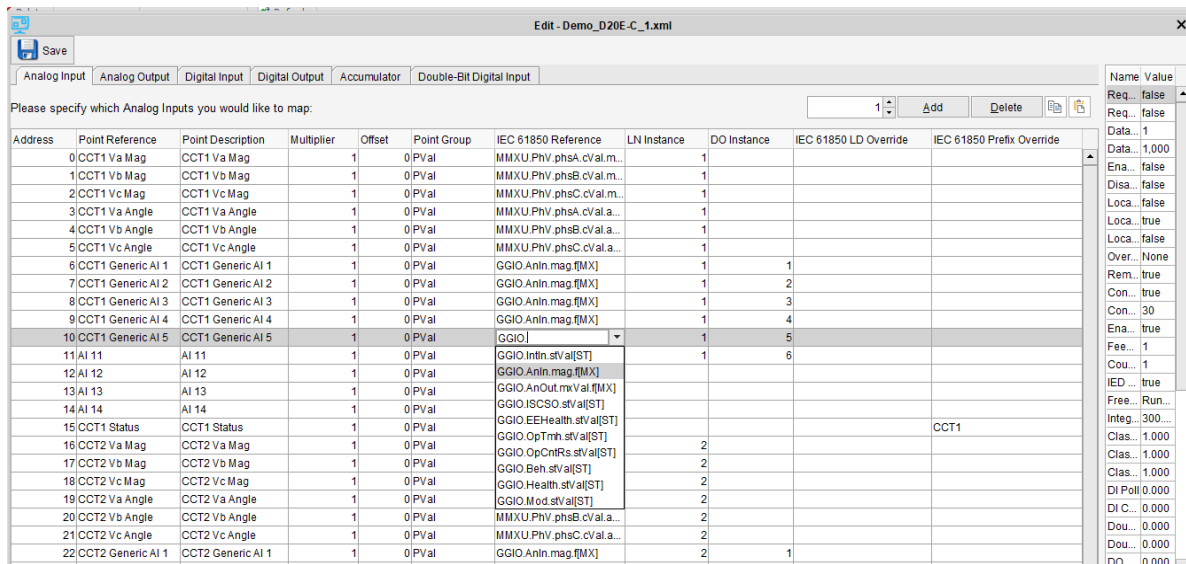 Edit - Demo_D20E-C_1.xml
Save
Analog Input Analog Output Digital Input Digital Output Accumulator Double-Bit Digital Input
Please specify which Analog Inputs you would like to map: 1 Add Delete
Address Point Reference Point Description Multiplier Offset Point Group IEC 61850 Reference LN Instance DO Instance IEC 61850 LD Override IEC 61850 Prefix Override
0 CCT1 Va Mag CCT1 Va Mag 1 0 PVal MMXU.PhV.phsA.cVal.m... 1
1 CCT1 Vb Mag CCT1 Vb Mag 1 0 PVal MMXU.PhV.phsB.cVal.m... 1
2 CCT1 Vc Mag CCT1 Vc Mag 1 0 PVal MMXU.PhV.phsC.cVal.m... 1
3 CCT1 Va Angle CCT1 Va Angle 1 0 PVal MMXU.PhV.phsA.cVal.a... 1
4 CCT1 Vb Angle CCT1 Vb Angle 1 0 PVal MMXU.PhV.phsB.cVal.a... 1
5 CCT1 Vc Angle CCT1 Vc Angle 1 0 PVal MMXU.PhV.phsC.cVal.a... 1
6 CCT1 Generic AI 1 CCT1 Generic AI 1 1 0 PVal GGIO.AnIn.mag.f[MX] 1 1
7 CCT1 Generic AI 2 CCT1 Generic AI 2 1 0 PVal GGIO.AnIn.mag.f[MX] 1 2
8 CCT1 Generic AI 3 CCT1 Generic AI 3 1 0 PVal GGIO.AnIn.mag.f[MX] 1 3
9 CCT1 Generic AI 4 CCT1 Generic AI 4 1 0 PVal GGIO.AnIn.mag.f[MX] 1 4
10 CCT1 Generic AI 5 CCT1 Generic AI 5 1 0 PVal GGIO. 1 5
11 AI 11 AI 11 1 0 PVal 1 6
12 AI 12 AI 12 1 0 PVal
13 AI 13 AI 13 1 0 PVal
14 AI 14 AI 14 1 0 PVal
15 CCT1 Status CCT1 Status 1 0 PVal CCT1
16 CCT2 Va Mag CCT2 Va Mag 1 0 PVal 2
17 CCT2 Vb Mag CCT2 Vb Mag 1 0 PVal 2
18 CCT2 Vc Mag CCT2 Vc Mag 1 0 PVal 2
19 CCT2 Va Angle CCT2 Va Angle 1 0 PVal 2
20 CCT2 Vb Angle CCT2 Vb Angle 1 0 PVal MMXU.PhV.phsB.cVal.a... 2
21 CCT2 Vc Angle CCT2 Vc Angle 1 0 PVal MMXU.PhV.phsC.cVal.a... 2
22 CCT2 Generic AI 1 CCT2 Generic AI 1 1 0 PVal GGIO.AnIn.mag.f[MX] 2 1
GGIO.IntIn.stVal[ST]
GGIO.AnIn.mag.f[MX]
GGIO.AnOut.mxVal.f[MX]
GGIO.ISCSO.stVal[ST]
GGIO.EEHealth.stVal[ST]
GGIO.OpTmh.stVal[ST]
GGIO.OpCntRs.stVal[ST]
GGIO.Beh.stVal[ST]
GGIO.Health.stVal[ST]
GGIO.Mod.stVal[ST]
Name Value
Req... false
Req... false
Data... 1
Data... 1,000
Ena... false
Disa... false
Loca... false
Loca... true
Loca... false
Over... None
Rem... true
Con... true
Con... 30
Ena... true
Fee... 1
Cou... 1
IED ... true
Free... Run...
Integ... 300....
Clas... 1.000
Clas... 1.000
Clas... 1.000
DI Poll 0.000
DI C... 0.000
Dou... 0.000
Dou... 0.000
DO 0.000